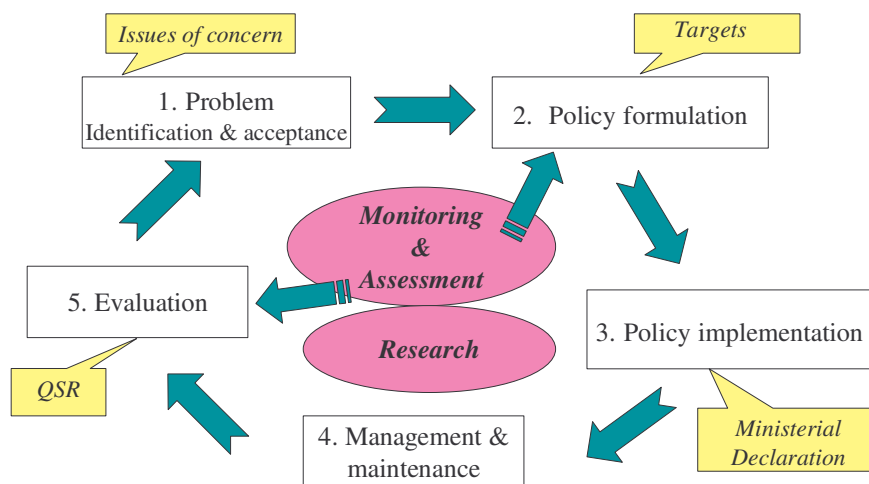 Issues of concern
Targets
1. Problem
Identification & acceptance
2. Policy formulation
Monitoring
&
Assessment
5. Evaluation
3. Policy implementation
Research
QSR
4. Management &
maintenance
Ministerial
Declaration